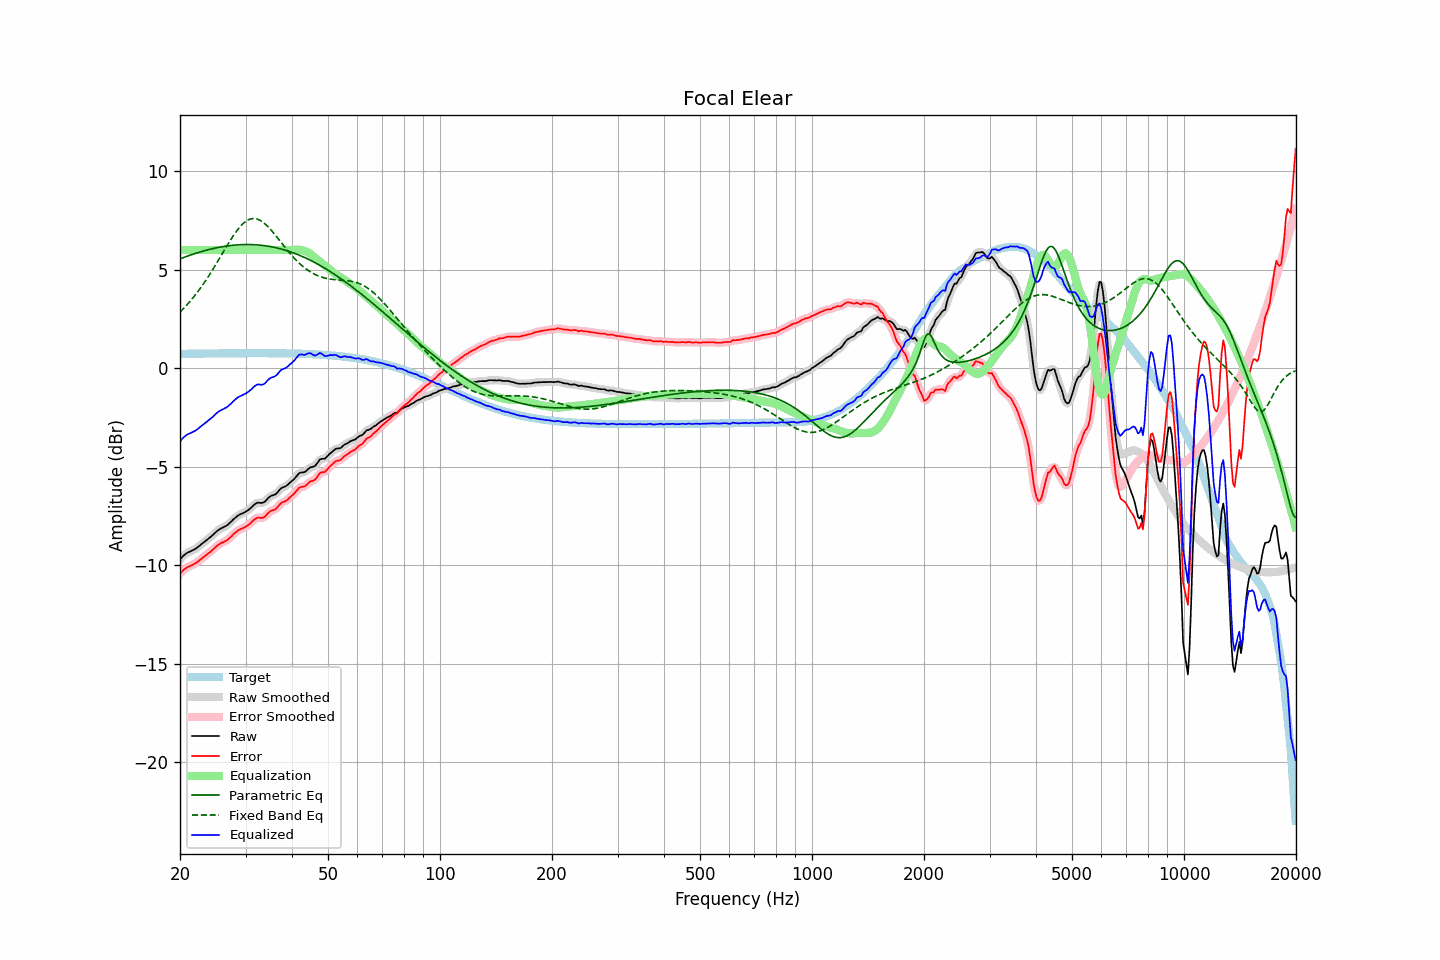 Focal Elear
10
5
0
−5
−10
−15
−20
Amplitude (dBr)
Target
Raw Smoothed
Error Smoothed
Raw
Error
Equalization
Parametric Eq
Fixed Band Eq
Equalized
20 50 100 200 500 1000 2000 5000 10000 20000
Frequency (Hz)